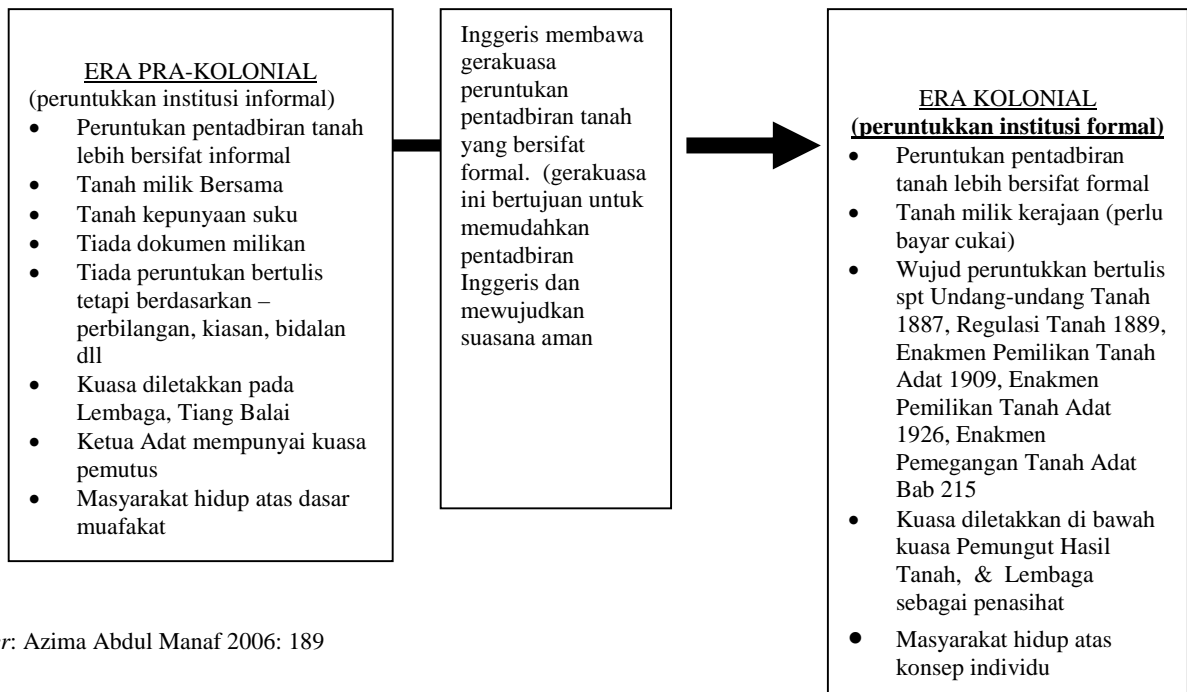 ERA PRA-KOLONIAL
(peruntukkan institusi informal)
• Peruntukan pentadbiran tanah
lebih bersifat informal
• Tanah milik Bersama
• Tanah kepunyaan suku
• Tiada dokumen milikan
• Tiada peruntukan bertulis
tetapi berdasarkan –
perbilangan, kiasan, bidalan
dll
• Kuasa diletakkan pada
Lembaga, Tiang Balai
• Ketua Adat mempunyai kuasa
pemutus
• Masyarakat hidup atas dasar
muafakat
Inggeris membawa
gerakuasa
peruntukan
pentadbiran tanah
yang bersifat
formal. (gerakuasa
ini bertujuan untuk
memudahkan
pentadbiran
Inggeris dan
mewujudkan
suasana aman
ERA KOLONIAL
(peruntukkan institusi formal)
• Peruntukan pentadbiran
tanah lebih bersifat formal
• Tanah milik kerajaan (perlu
bayar cukai)
• Wujud peruntukkan bertulis
spt Undang-undang Tanah
1887, Regulasi Tanah 1889,
Enakmen Pemilikan Tanah
Adat 1909, Enakmen
Pemilikan Tanah Adat
1926, Enakmen
Pemegangan Tanah Adat
Bab 215
• Kuasa diletakkan di bawah
kuasa Pemungut Hasil
Tanah, & Lembaga
sebagai penasihat
• Masyarakat hidup atas
konsep individu
er: Azima Abdul Manaf 2006: 189